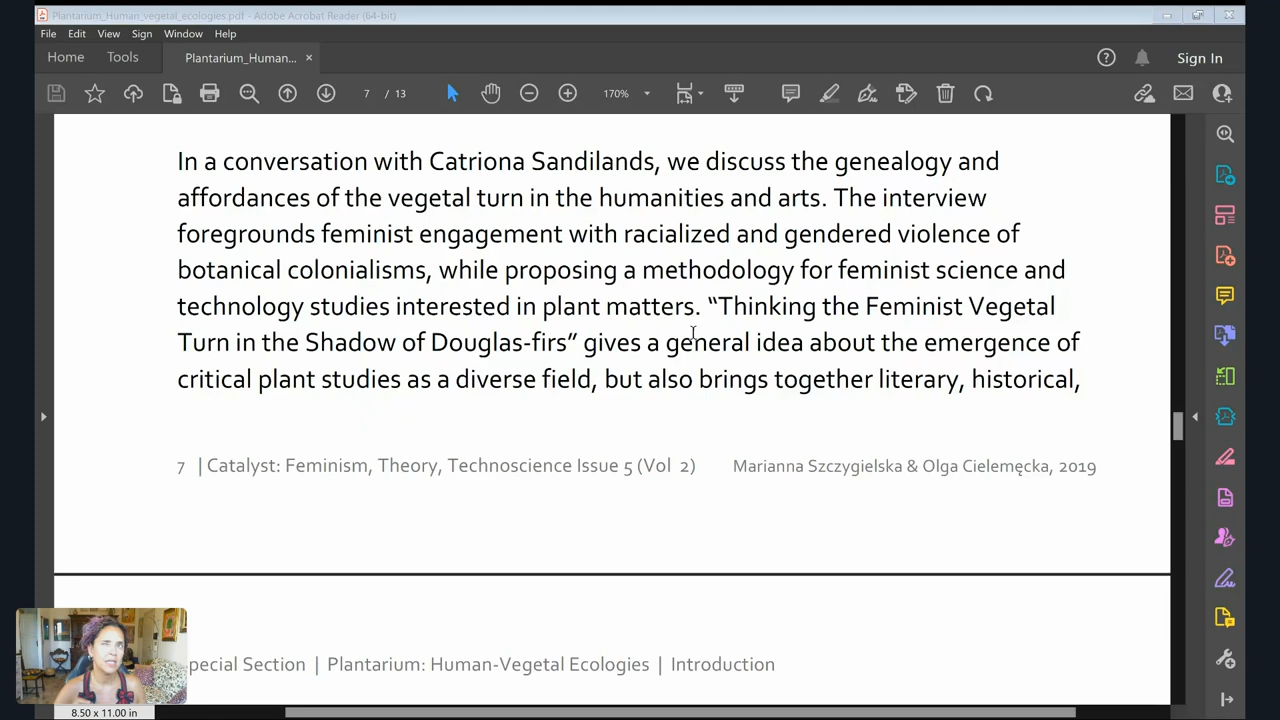 Plantarium_Human_vegetal_ecologies.pdf - Adobe Acrobat Reader (64-bit)
File Edit View Sign Window Help
Home Tools Plantarium_Human... × Sign In
7 / 13 170%
In a conversation with Catriona Sandilands, we discuss the genealogy and
affordances of the vegetal turn in the humanities and arts. The interview
foregrounds feminist engagement with racialized and gendered violence of
botanical colonialisms, while proposing a methodology for feminist science and
technology studies interested in plant matters. “Thinking the Feminist Vegetal
Turn in the Shadow of Douglas-firs” gives a general idea about the emergence of
critical plant studies as a diverse field, but also brings together literary, historical,
7 | Catalyst: Feminism, Theory, Technoscience Issue 5 (Vol 2) Marianna Szczygielska & Olga Cielemęcka, 2019
pecial Section | Plantarium: Human-Vegetal Ecologies | Introduction
8.50 x 11.00 in